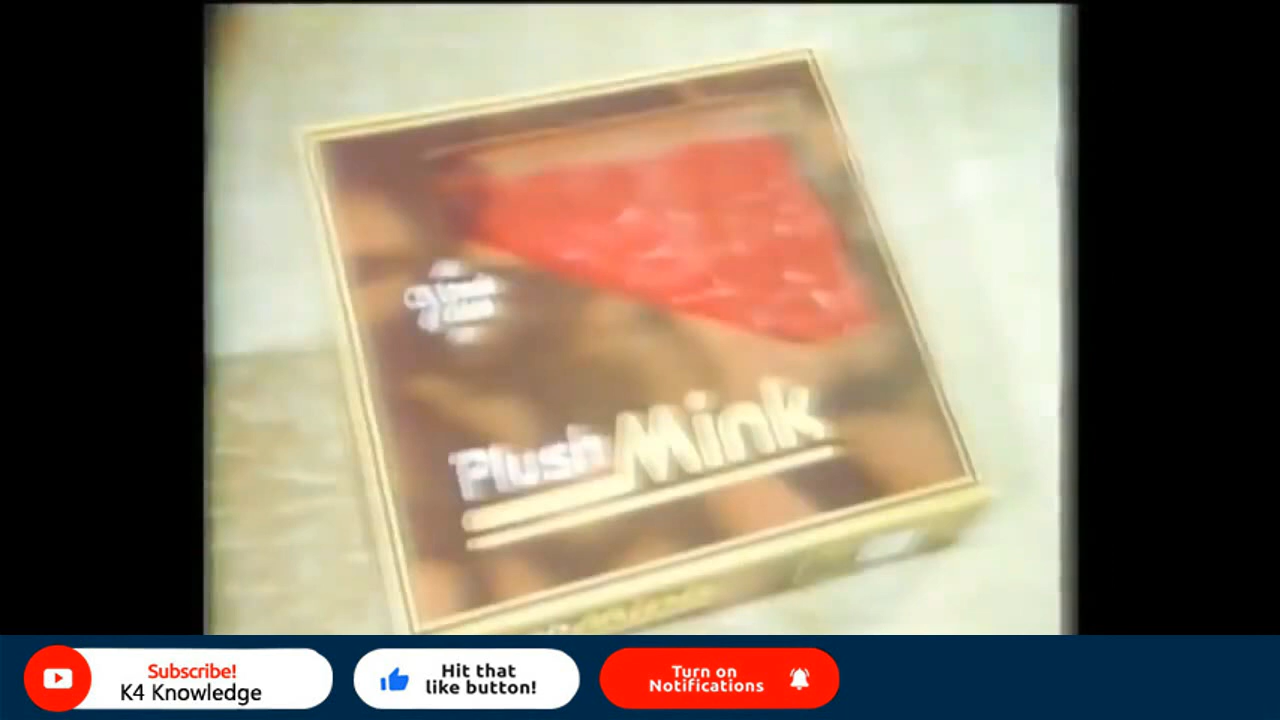 Plush Mink
Subscribe!
K4 Knowledge
Hit that
like button!
Turn on
Notifications